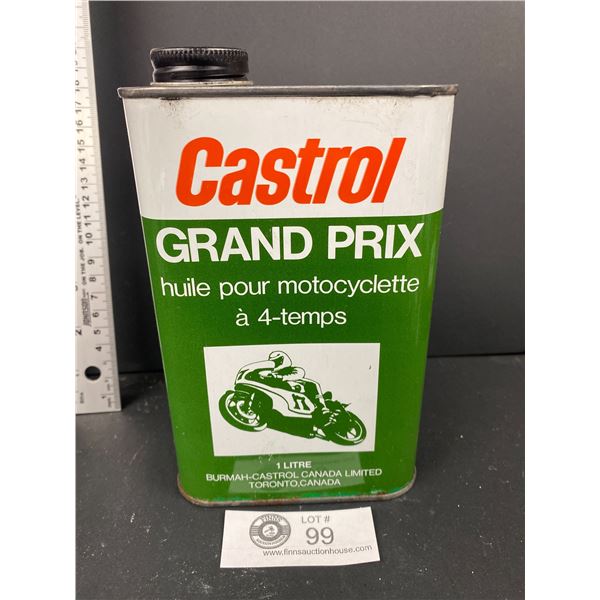 Castrol
GRAND PRIX
huile pour motocyclette
à 4-temps
1 LITRE
BURMAH-CASTROL CANADA LIMITED
TORONTO, CANADA
FINNS
LOT #
99
www.finnsauctionhouse.com